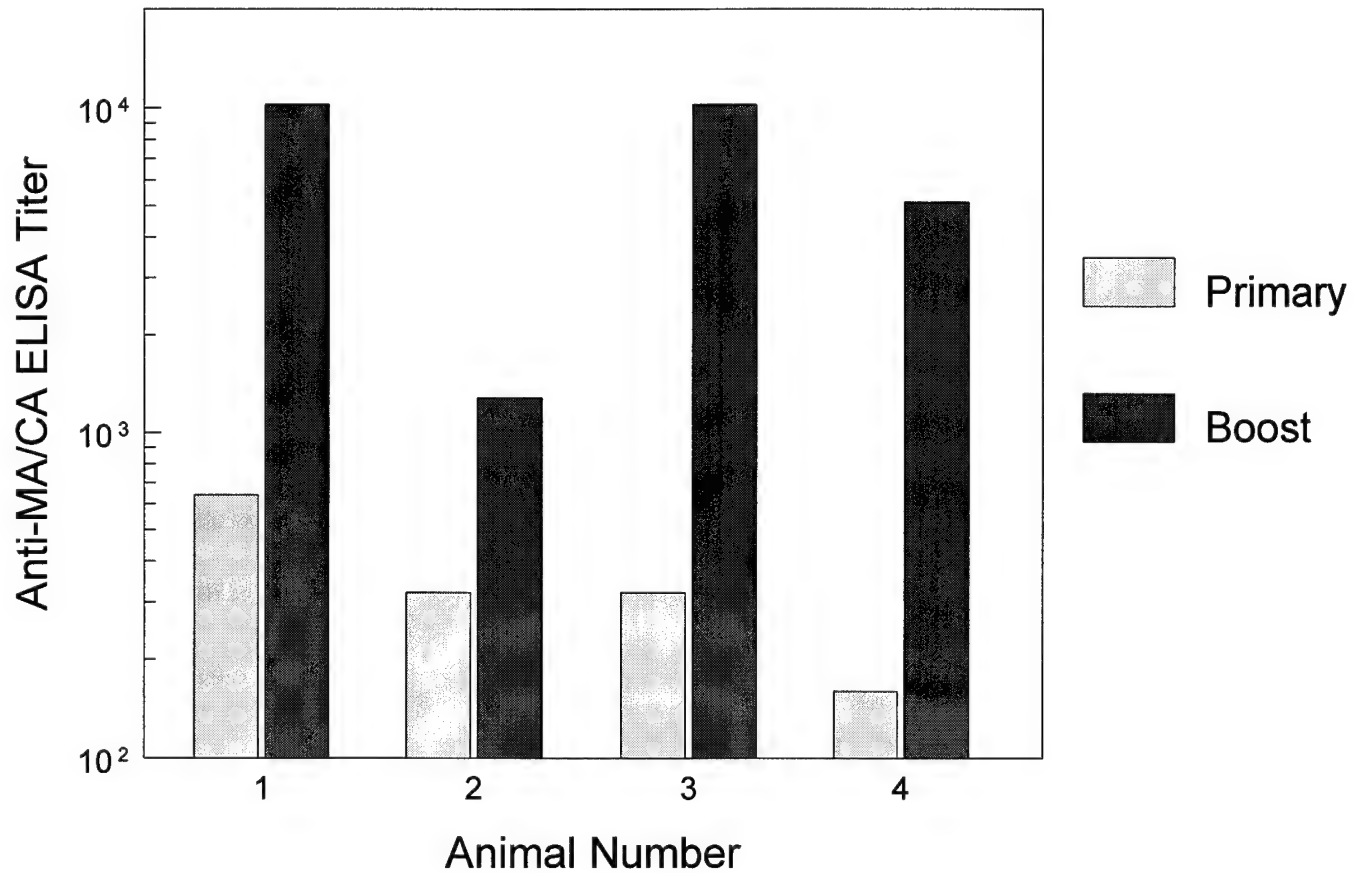 Anti-MA/CA ELISA Titer
10⁴
10³
10²
1 2 3 4
Animal Number
Primary
Boost